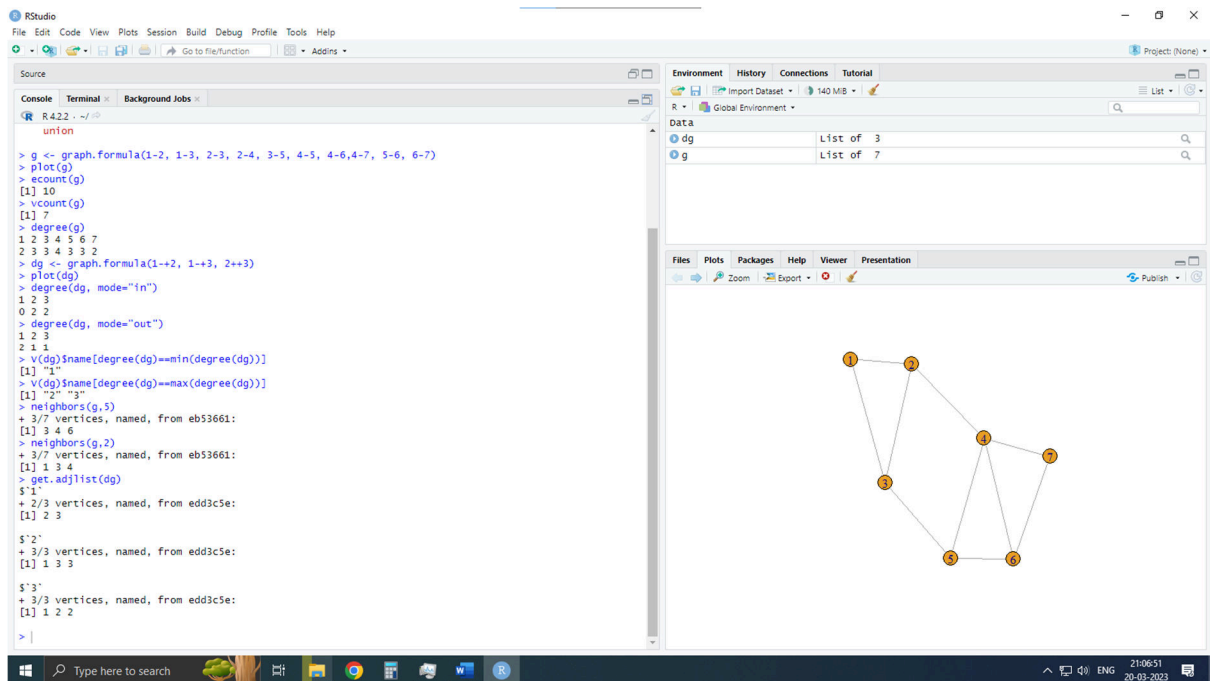 RStudio
File Edit Code View Plots Session Build Debug Profile Tools Help
Go to file/function Addins
Project: (None)
Source
Console Terminal Background Jobs
R 4.2.2 . ~/
union
> g <- graph.formula(1-2, 1-3, 2-3, 2-4, 3-5, 4-5, 4-6,4-7, 5-6, 6-7)
> plot(g)
> ecount(g)
[1] 10
> vcount(g)
[1] 7
> degree(g)
1 2 3 4 5 6 7
2 3 3 4 3 3 2
> dg <- graph.formula(1-+2, 1-+3, 2++3)
> plot(dg)
> degree(dg, mode="in")
1 2 3
0 2 2
> degree(dg, mode="out")
1 2 3
2 1 1
> V(dg)$name[degree(dg)==min(degree(dg))]
[1] "1"
> V(dg)$name[degree(dg)==max(degree(dg))]
[1] "2" "3"
> neighbors(g,5)
+ 3/7 vertices, named, from eb53661:
[1] 3 4 6
> neighbors(g,2)
+ 3/7 vertices, named, from eb53661:
[1] 1 3 4
> get.adjlist(dg)
$`1`
+ 2/3 vertices, named, from edd3c5e:
[1] 2 3
$`2`
+ 3/3 vertices, named, from edd3c5e:
[1] 1 3 3
$`3`
+ 3/3 vertices, named, from edd3c5e:
[1] 1 2 2
>
Environment History Connections Tutorial
Import Dataset 140 MiB List
R Global Environment
Data
dg List of 3
g List of 7
Files Plots Packages Help Viewer Presentation
Zoom Export Publish
1
2
4
7
3
5
6
Type here to search
ENG
21:06:51
20-03-2023